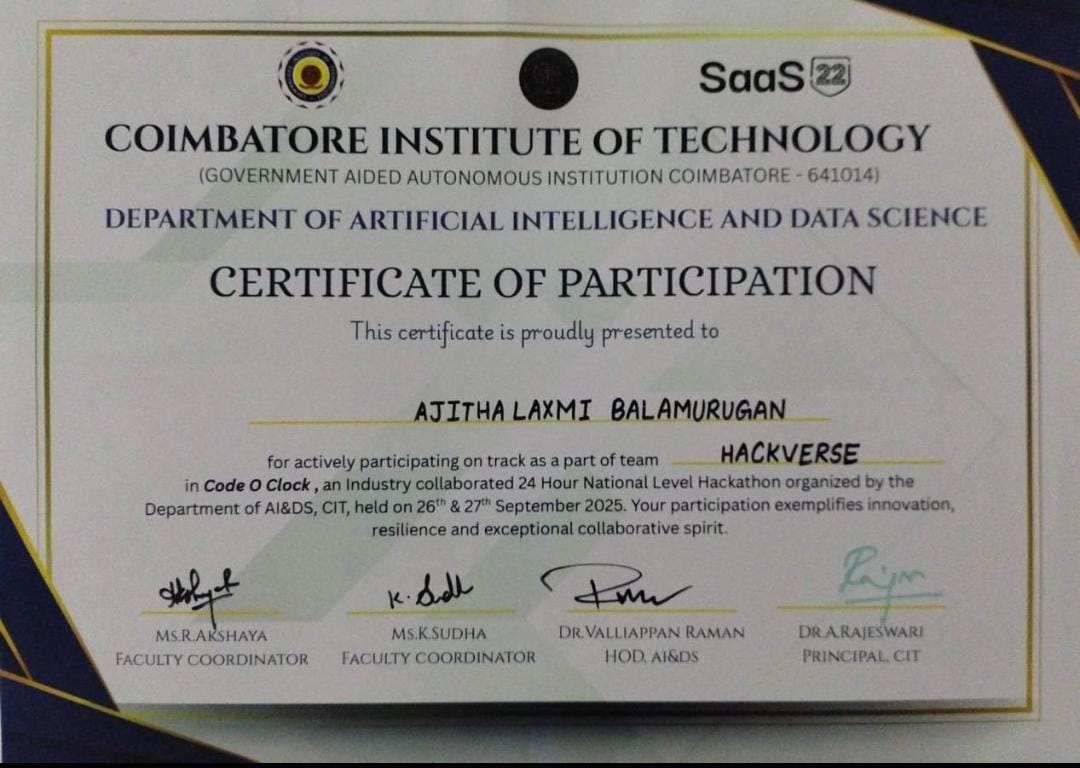 SaaS 22
COIMBATORE INSTITUTE OF TECHNOLOGY
(GOVERNMENT AIDED AUTONOMOUS INSTITUTION COIMBATORE - 641014)
DEPARTMENT OF ARTIFICIAL INTELLIGENCE AND DATA SCIENCE
CERTIFICATE OF PARTICIPATION
This certificate is proudly presented to
AJITHA LAXMI BALAMURUGAN
for actively participating on track as a part of team HACKVERSE
in Code O Clock , an Industry collaborated 24 Hour National Level Hackathon organized by the
Department of AI&DS, CIT, held on 26th & 27th September 2025. Your participation exemplifies innovation,
resilience and exceptional collaborative spirit.
K. Sudh
MS.R.AKSHAYA MS.K.SUDHA DR.VALLIAPPAN RAMAN DR.A.RAJESWARI
FACULTY COORDINATOR FACULTY COORDINATOR HOD, AI&DS PRINCIPAL, CIT